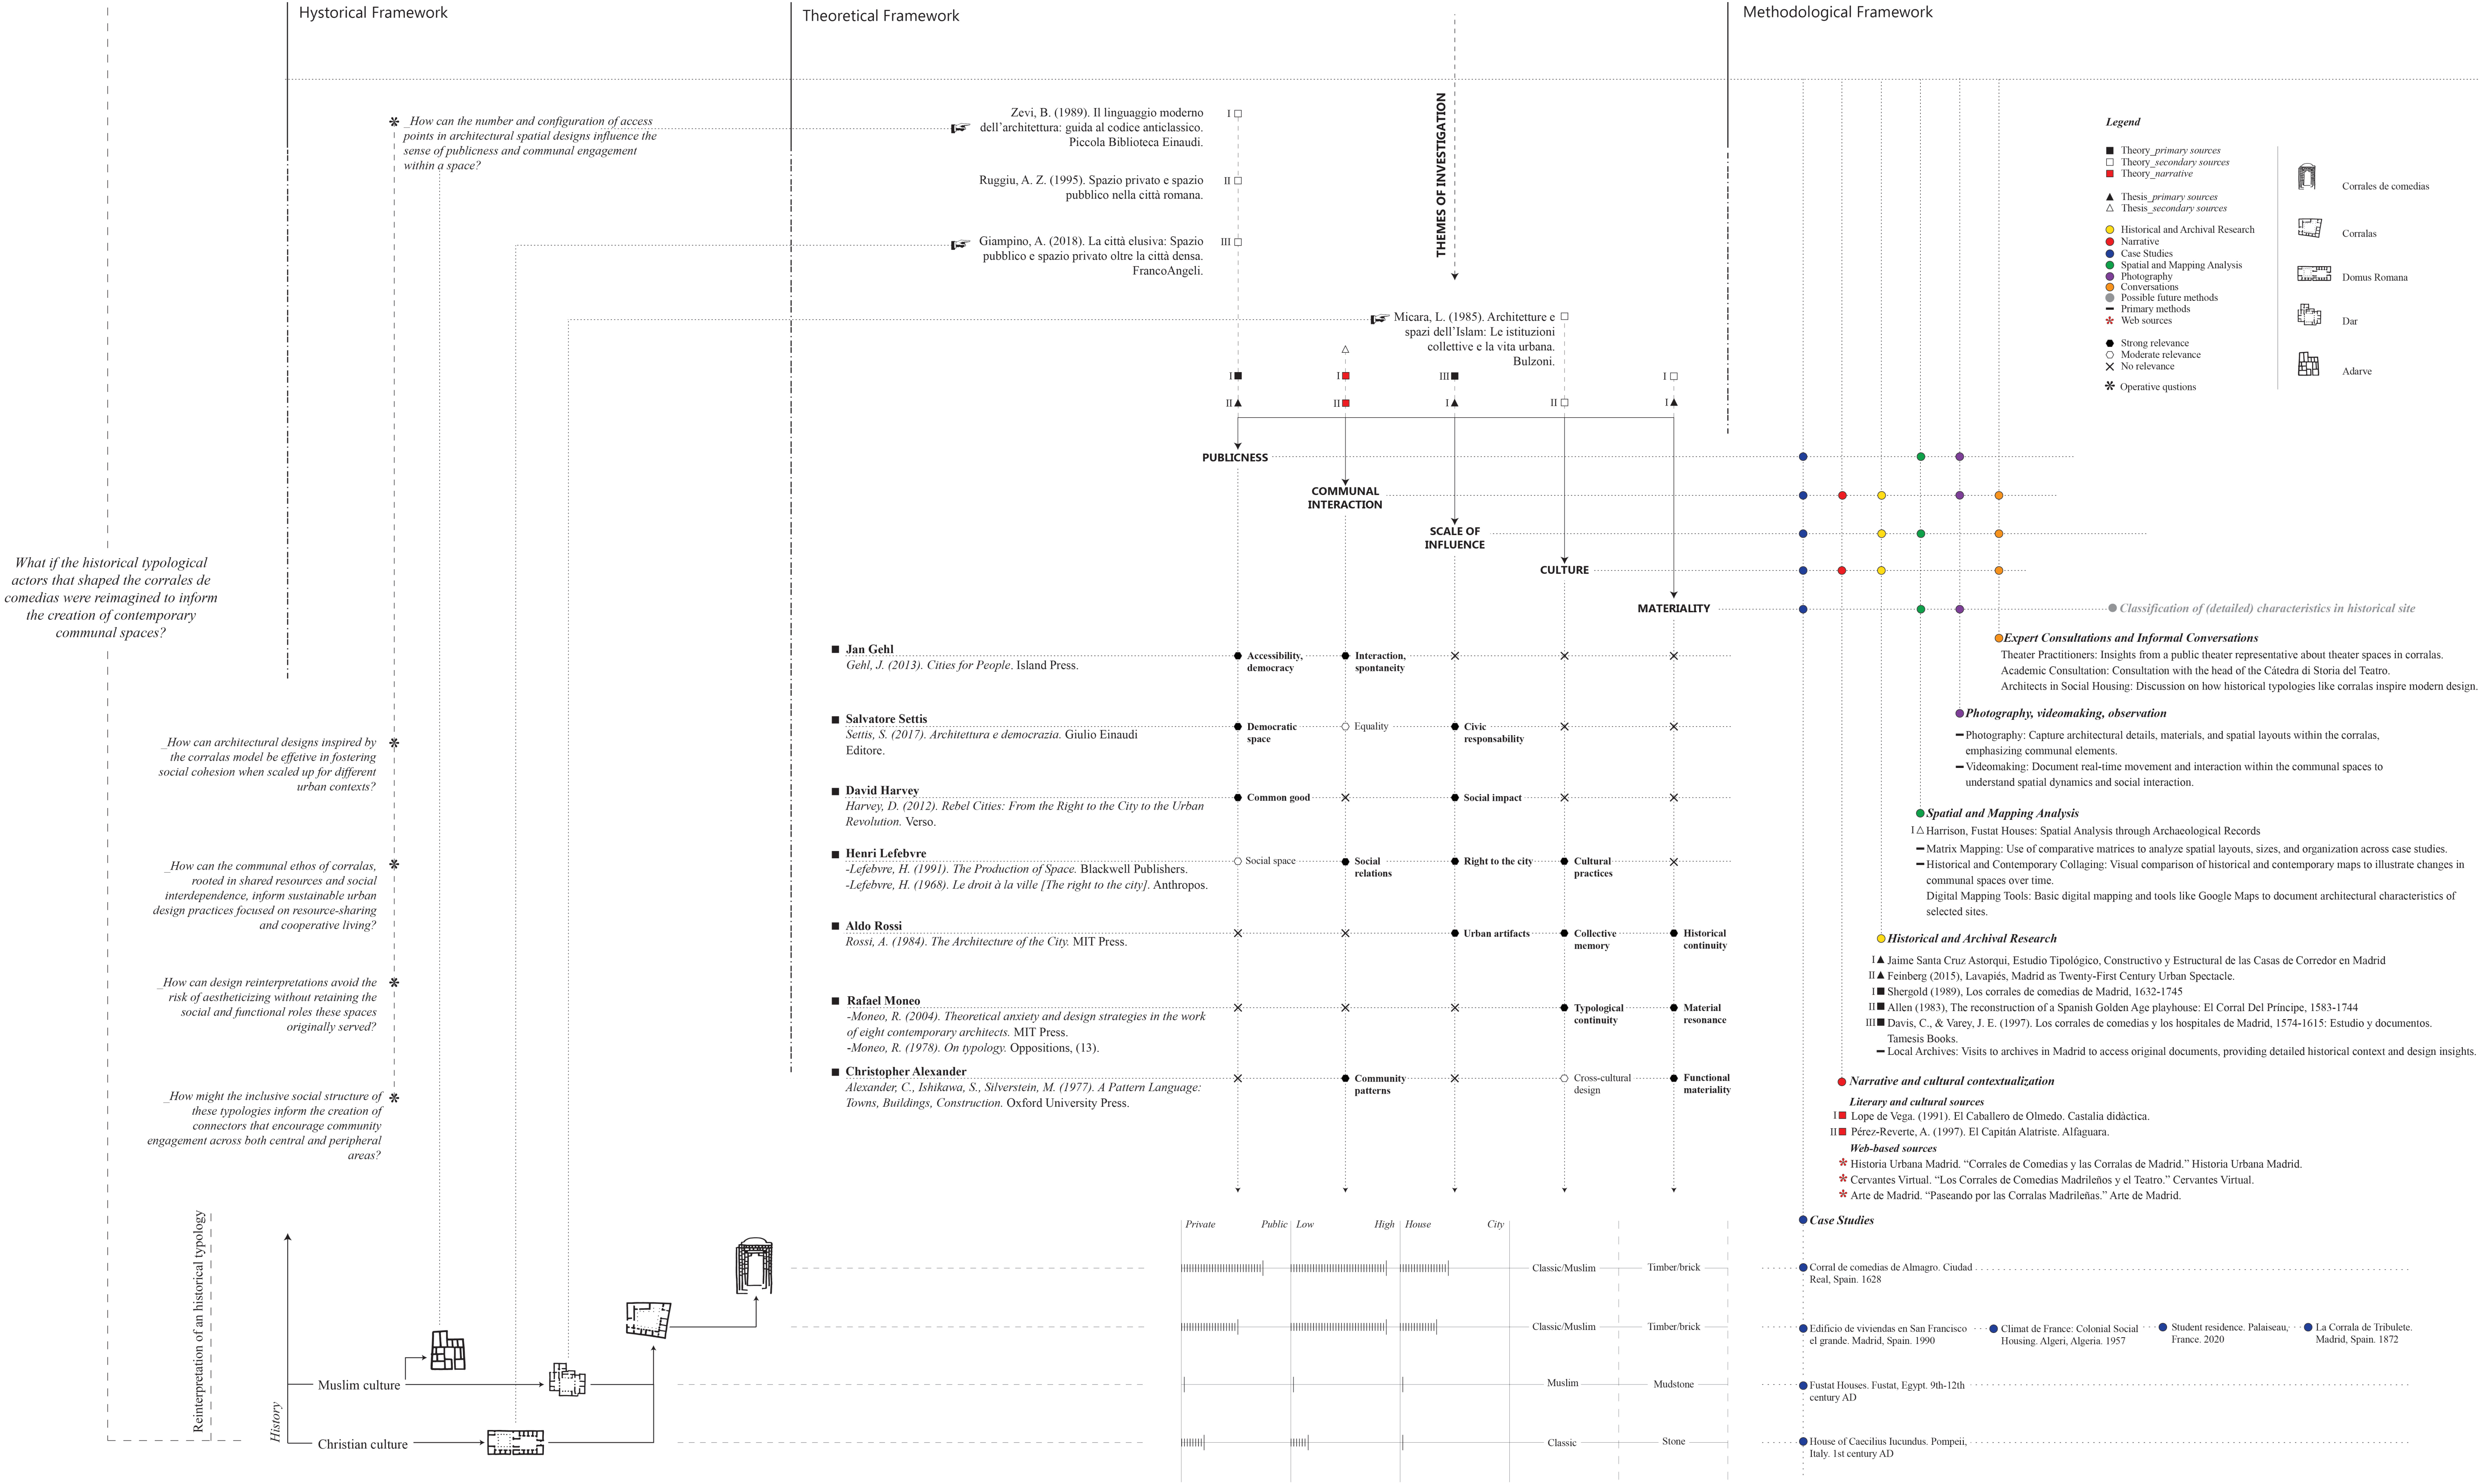 Hystorical Framework
Theoretical Framework
Methodological Framework
_How can the number and configuration of access
points in architectural spatial designs influence the
sense of publicness and communal engagement
within a space?
Zevi, B. (1989). Il linguaggio moderno
dell'architettura: guida al codice anticlassico.
Piccola Biblioteca Einaudi.
I
Ruggiu, A. Z. (1995). Spazio privato e spazio
pubblico nella città romana.
II
Giampino, A. (2018). La città elusiva: Spazio
pubblico e spazio privato oltre la città densa.
FrancoAngeli.
III
THEMES OF INVESTIGATION
Micara, L. (1985). Architetture e
spazi dell'Islam: Le istituzioni
collettive e la vita urbana.
Bulzoni.
I
I
III
I
II
II
I
II
I
PUBLICNESS
COMMUNAL
INTERACTION
SCALE OF
INFLUENCE
CULTURE
MATERIALITY
Legend
Theory_primary sources
Theory_secondary sources
Theory_narrative
Thesis_primary sources
Thesis_secondary sources
Historical and Archival Research
Narrative
Case Studies
Spatial and Mapping Analysis
Photography
Conversations
Possible future methods
Primary methods
Web sources
Strong relevance
Moderate relevance
No relevance
Operative qustions
Corrales de comedias
Corralas
Domus Romana
Dar
Adarve
What if the historical typological
actors that shaped the corrales de
comedias were reimagined to inform
the creation of contemporary
communal spaces?
_How can architectural designs inspired by
the corralas model be effetive in fostering
social cohesion when scaled up for different
urban contexts?
_How can the communal ethos of corralas,
rooted in shared resources and social
interdependence, inform sustainable urban
design practices focused on resource-sharing
and cooperative living?
_How can design reinterpretations avoid the
risk of aestheticizing without retaining the
social and functional roles these spaces
originally served?
_How might the inclusive social structure of
these typologies inform the creation of
connectors that encourage community
engagement across both central and peripheral
areas?
Jan Gehl
Gehl, J. (2013). Cities for People. Island Press.
Accessibility,
democracy
Interaction,
spontaneity
Salvatore Settis
Settis, S. (2017). Architettura e democrazia. Giulio Einaudi
Editore.
Democratic
space
Equality
Civic
responsability
David Harvey
Harvey, D. (2012). Rebel Cities: From the Right to the City to the Urban
Revolution. Verso.
Common good
Social impact
Henri Lefebvre
-Lefebvre, H. (1991). The Production of Space. Blackwell Publishers.
-Lefebvre, H. (1968). Le droit à la ville [The right to the city]. Anthropos.
Social space
Social
relations
Right to the city
Cultural
practices
Aldo Rossi
Rossi, A. (1984). The Architecture of the City. MIT Press.
Urban artifacts
Collective
memory
Historical
continuity
Rafael Moneo
-Moneo, R. (2004). Theoretical anxiety and design strategies in the work
of eight contemporary architects. MIT Press.
-Moneo, R. (1978). On typology. Oppositions, (13).
Typological
continuity
Material
resonance
Christopher Alexander
Alexander, C., Ishikawa, S., Silverstein, M. (1977). A Pattern Language:
Towns, Buildings, Construction. Oxford University Press.
Community
patterns
Cross-cultural
design
Functional
materiality
Classification of (detailed) characteristics in historical site
Expert Consultations and Informal Conversations
Theater Practitioners: Insights from a public theater representative about theater spaces in corralas.
Academic Consultation: Consultation with the head of the Cátedra di Storia del Teatro.
Architects in Social Housing: Discussion on how historical typologies like corralas inspire modern design.
Photography, videomaking, observation
Photography: Capture architectural details, materials, and spatial layouts within the corralas,
emphasizing communal elements.
Videomaking: Document real-time movement and interaction within the communal spaces to
understand spatial dynamics and social interaction.
Spatial and Mapping Analysis
I Harrison, Fustat Houses: Spatial Analysis through Archaeological Records
Matrix Mapping: Use of comparative matrices to analyze spatial layouts, sizes, and organization across case studies.
Historical and Contemporary Collaging: Visual comparison of historical and contemporary maps to illustrate changes in
communal spaces over time.
Digital Mapping Tools: Basic digital mapping and tools like Google Maps to document architectural characteristics of
selected sites.
Historical and Archival Research
I Jaime Santa Cruz Astorqui, Estudio Tipológico, Constructivo y Estructural de las Casas de Corredor en Madrid
II Feinberg (2015), Lavapiés, Madrid as Twenty-First Century Urban Spectacle.
I Shergold (1989), Los corrales de comedias de Madrid, 1632-1745
II Allen (1983), The reconstruction of a Spanish Golden Age playhouse: El Corral Del Príncipe, 1583-1744
III Davis, C., & Varey, J. E. (1997). Los corrales de comedias y los hospitales de Madrid, 1574-1615: Estudio y documentos.
Tamesis Books.
Local Archives: Visits to archives in Madrid to access original documents, providing detailed historical context and design insights.
Narrative and cultural contextualization
Literary and cultural sources
I Lope de Vega. (1991). El Caballero de Olmedo. Castalia didàctica.
II Pérez-Reverte, A. (1997). El Capitán Alatriste. Alfaguara.
Web-based sources
Historia Urbana Madrid. “Corrales de Comedias y las Corralas de Madrid.” Historia Urbana Madrid.
Cervantes Virtual. “Los Corrales de Comedias Madrileños y el Teatro.” Cervantes Virtual.
Arte de Madrid. “Paseando por las Corralas Madrileñas.” Arte de Madrid.
Case Studies
Reinterpretation of an historical typology
History
Muslim culture
Christian culture
Private Public
Low High
House City
Classic/Muslim
Timber/brick
Corral de comedias de Almagro. Ciudad
Real, Spain. 1628
Classic/Muslim
Timber/brick
Edificio de viviendas en San Francisco
el grande. Madrid, Spain. 1990
Climat de France: Colonial Social
Housing. Algeri, Algeria. 1957
Student residence. Palaiseau,
France. 2020
La Corrala de Tribulete.
Madrid, Spain. 1872
Muslim
Mudstone
Fustat Houses. Fustat, Egypt. 9th-12th
century AD
Classic
Stone
House of Caecilius Iucundus. Pompeii,
Italy. 1st century AD